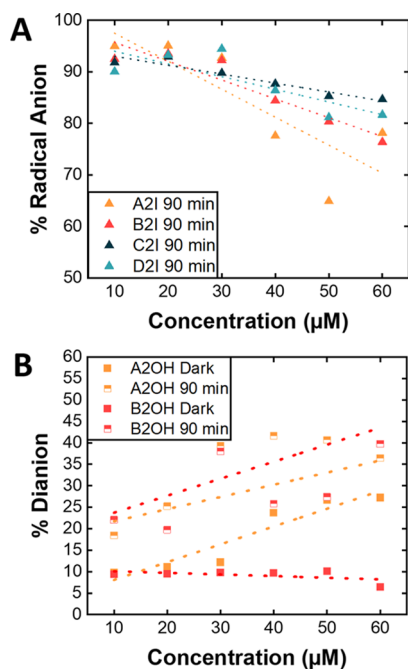 A
% Radical Anion
100
90
80
70
60
50
A2I 90 min
B2I 90 min
C2I 90 min
D2I 90 min
10 20 30 40 50 60
Concentration (µM)
B
% Dianion
60
55
50
45
40
35
30
25
20
15
10
5
0
A2OH Dark
A2OH 90 min
B2OH Dark
B2OH 90 min
10 20 30 40 50 60
Concentration (µM)